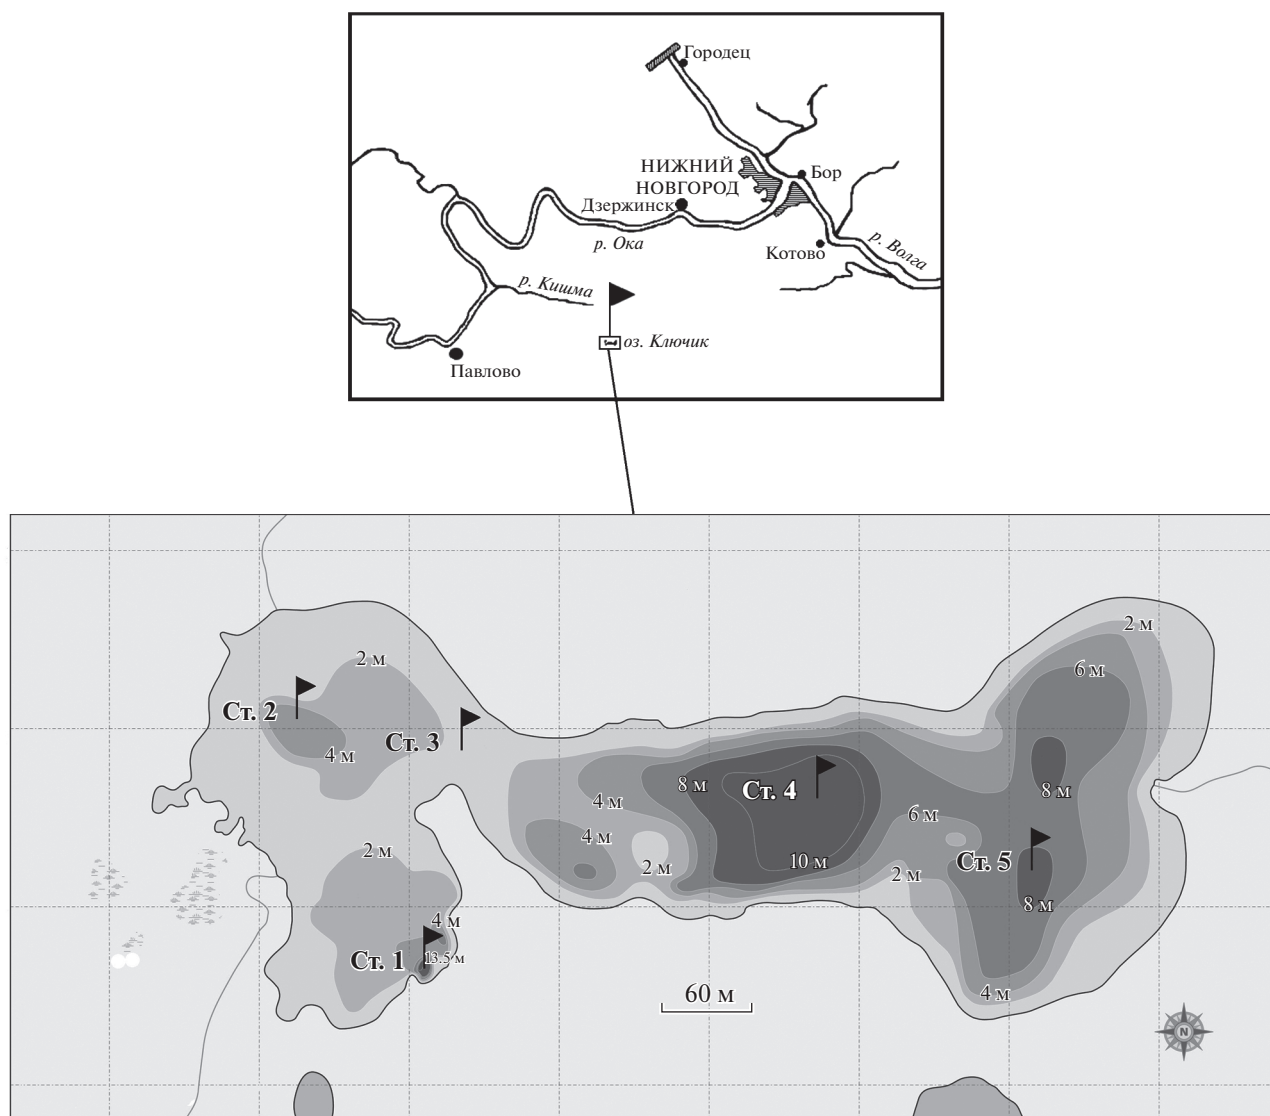 Городец
НИЖНИЙ
НОВГОРОД
Бор
Дзержинск
р. Ока
Котово
р. Волга
р. Кишма
оз. Ключик
Павлово
2 м
2 м
6 м
Ст. 2
Ст. 3
4 м
8 м
Ст. 4
8 м
4 м
6 м
4 м
2 м
10 м
Ст. 5
2 м
2 м
8 м
4 м
Ст. 1
13.5 м
60 м
4 м
N